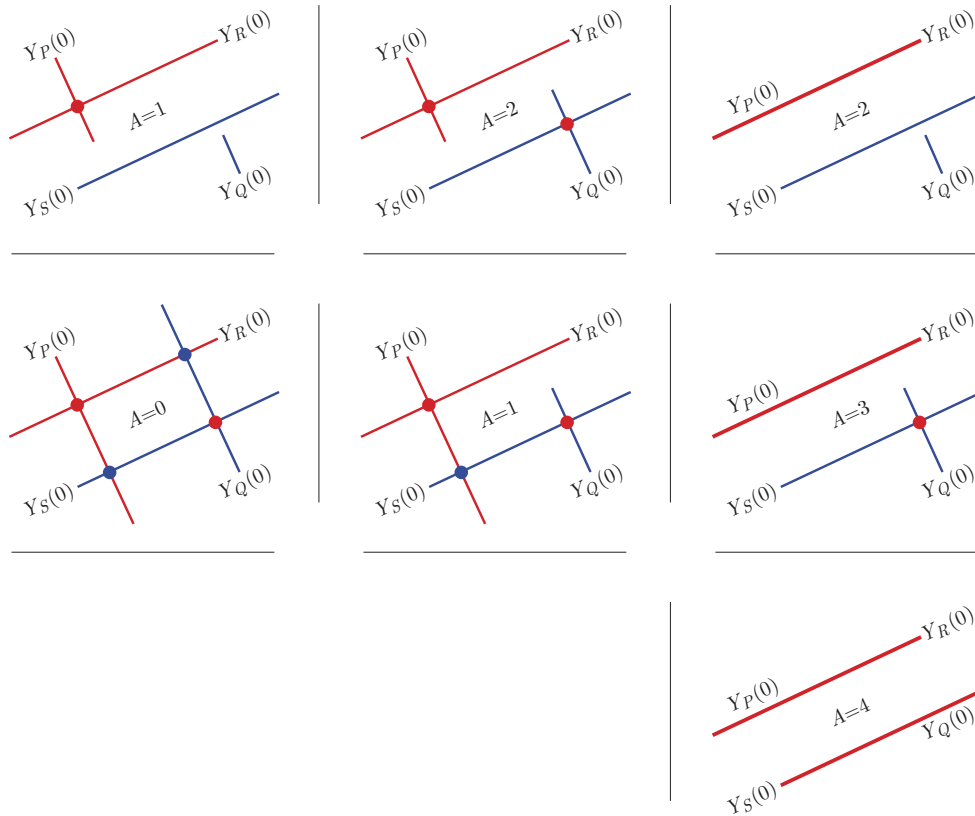 Y_P(0) Y_R(0) A=1 Y_S(0) Y_Q(0)
Y_P(0) Y_R(0) A=2 Y_S(0) Y_Q(0)
Y_P(0) Y_R(0) A=2 Y_S(0) Y_Q(0)
Y_P(0) Y_R(0) A=0 Y_S(0) Y_Q(0)
Y_P(0) Y_R(0) A=1 Y_S(0) Y_Q(0)
Y_P(0) Y_R(0) A=3 Y_S(0) Y_Q(0)
Y_P(0) Y_R(0) A=4 Y_S(0) Y_Q(0)